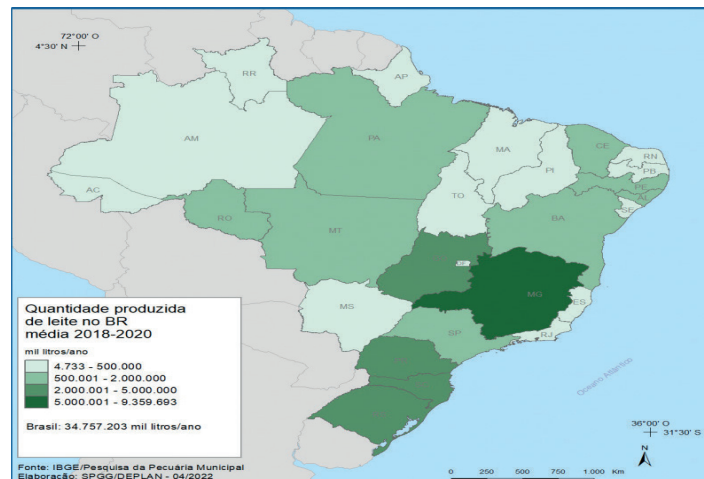 72°00' O
4°30' N
RR
AP
AM
PA
MA
CE
RN
PB
PI
PE
AL
AC
TO
SE
RO
BA
MT
MG
MS
ES
SP
RJ
Quantidade produzida
de leite no BR
média 2018-2020
mil litros/ano
4.733 - 500.000
500.001 - 2.000.000
2.000.001 - 5.000.000
5.000.001 - 9.359.693
Brasil: 34.757.203 mil litros/ano
Oceano Atlântico
36°00' O
31°30' S
N
Fonte: IBGE/Pesquisa da Pecuária Municipal
Elaboração: SPGG/DEPLAN - 04/2022
0 250 500 1.000 Km